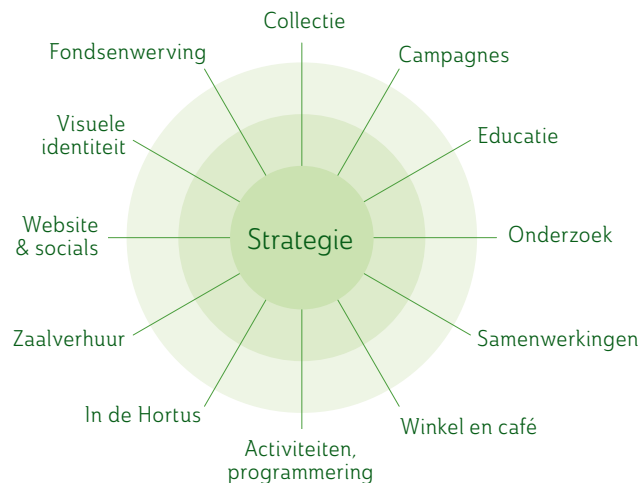 Collectie
Campagnes
Educatie
Onderzoek
Samenwerkingen
Winkel en café
Activiteiten,
programmering
In de Hortus
Zaalverhuur
Website
& socials
Visuele
identiteit
Fondsenwerving
Strategie